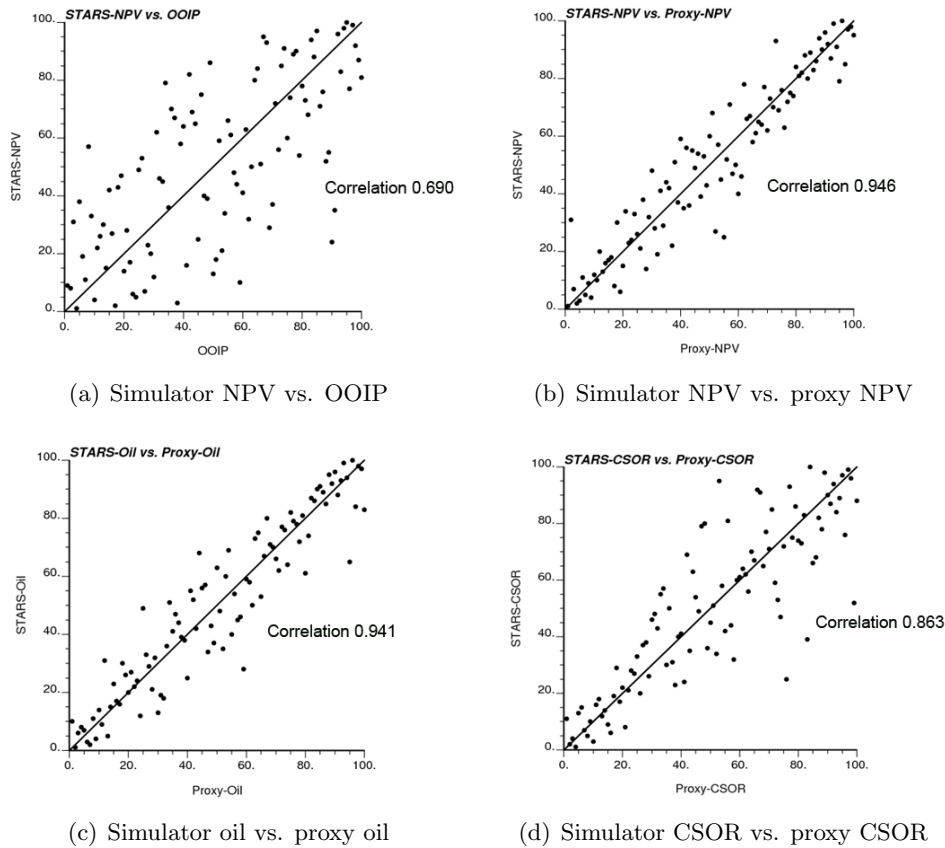 STARS-NPV vs. OOIP
100.
80.
60.
40.
20.
0.
0. 20. 40. 60. 80. 100.
STARS-NPV
OOIP
Correlation 0.690
(a) Simulator NPV vs. OOIP
STARS-NPV vs. Proxy-NPV
100.
80.
60.
40.
20.
0.
0. 20. 40. 60. 80. 100.
STARS-NPV
Proxy-NPV
Correlation 0.946
(b) Simulator NPV vs. proxy NPV
STARS-Oil vs. Proxy-Oil
100.
80.
60.
40.
20.
0.
0. 20. 40. 60. 80. 100.
STARS-Oil
Proxy-Oil
Correlation 0.941
(c) Simulator oil vs. proxy oil
STARS-CSOR vs. Proxy-CSOR
100.
80.
60.
40.
20.
0.
0. 20. 40. 60. 80. 100.
STARS-CSOR
Proxy-CSOR
Correlation 0.863
(d) Simulator CSOR vs. proxy CSOR